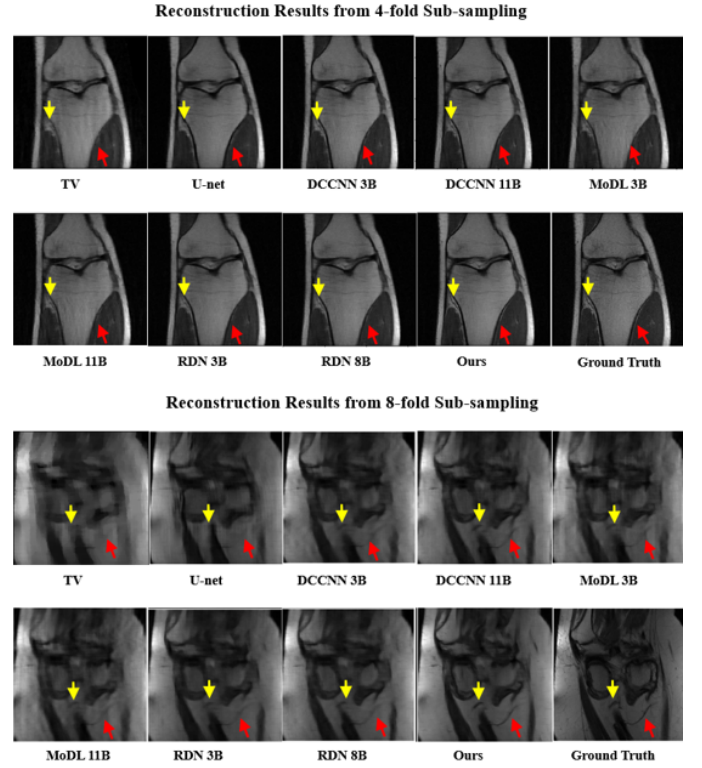 Reconstruction Results from 4-fold Sub-sampling
TV U-net DCCNN 3B DCCNN 11B MoDL 3B
MoDL 11B RDN 3B RDN 8B Ours Ground Truth
Reconstruction Results from 8-fold Sub-sampling
TV U-net DCCNN 3B DCCNN 11B MoDL 3B
MoDL 11B RDN 3B RDN 8B Ours Ground Truth